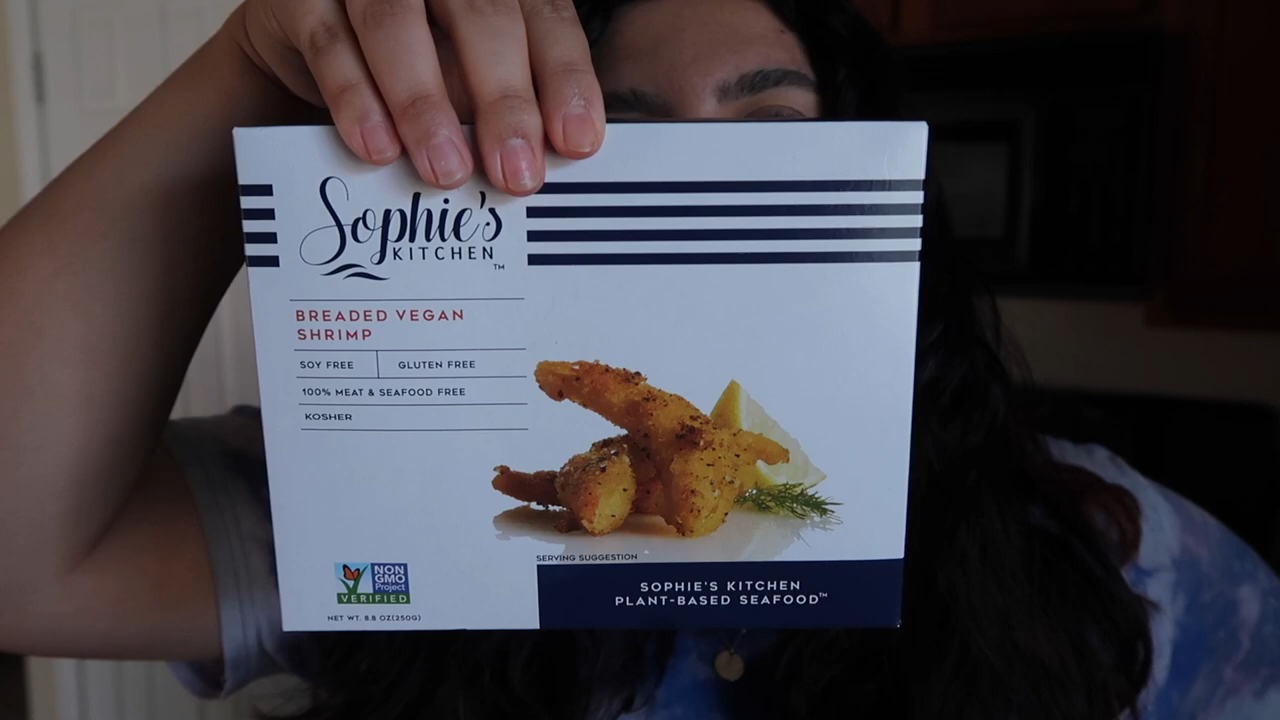 Sophie's
KITCHEN
TM
BREADED VEGAN
SHRIMP
SOY FREE
GLUTEN FREE
100% MEAT & SEAFOOD FREE
KOSHER
SERVING SUGGESTION
NON
GMO
Project
VERIFIED
NET WT. 8.8 OZ(250G)
SOPHIE'S KITCHEN
PLANT-BASED SEAFOOD™